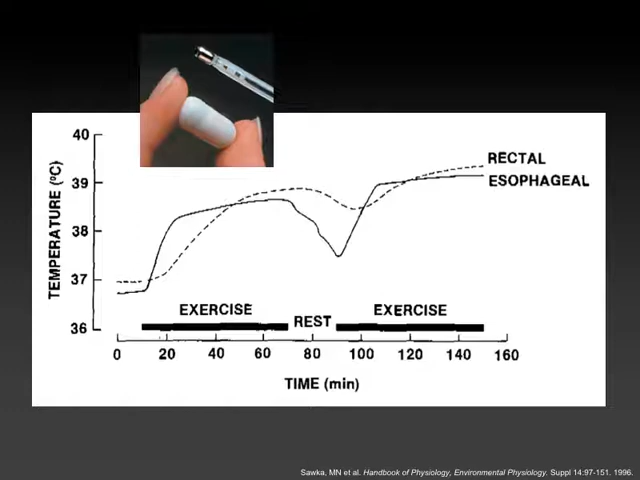 40
39
38
37
36
TEMPERATURE (ºC)
RECTAL
ESOPHAGEAL
EXERCISE
REST
EXERCISE
0 20 40 60 80 100 120 140 160
TIME (min)
Sawka, MN et al. Handbook of Physiology, Environmental Physiology. Suppl 14:97-151. 1996.